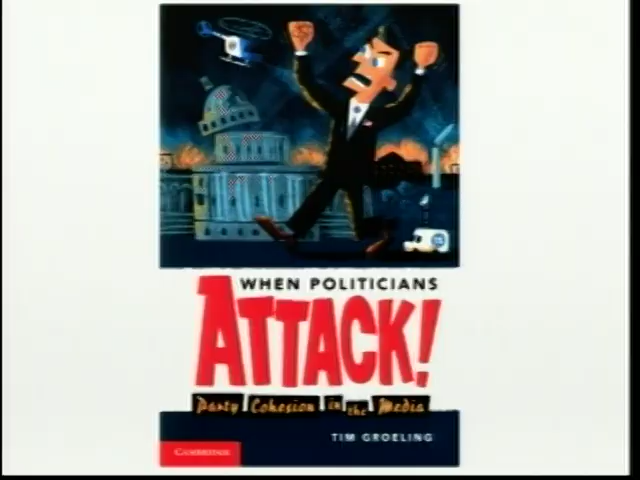 WHEN POLITICIANS
ATTACK!
Party Cohesion in the Media
TIM GROELING
CAMBRIDGE